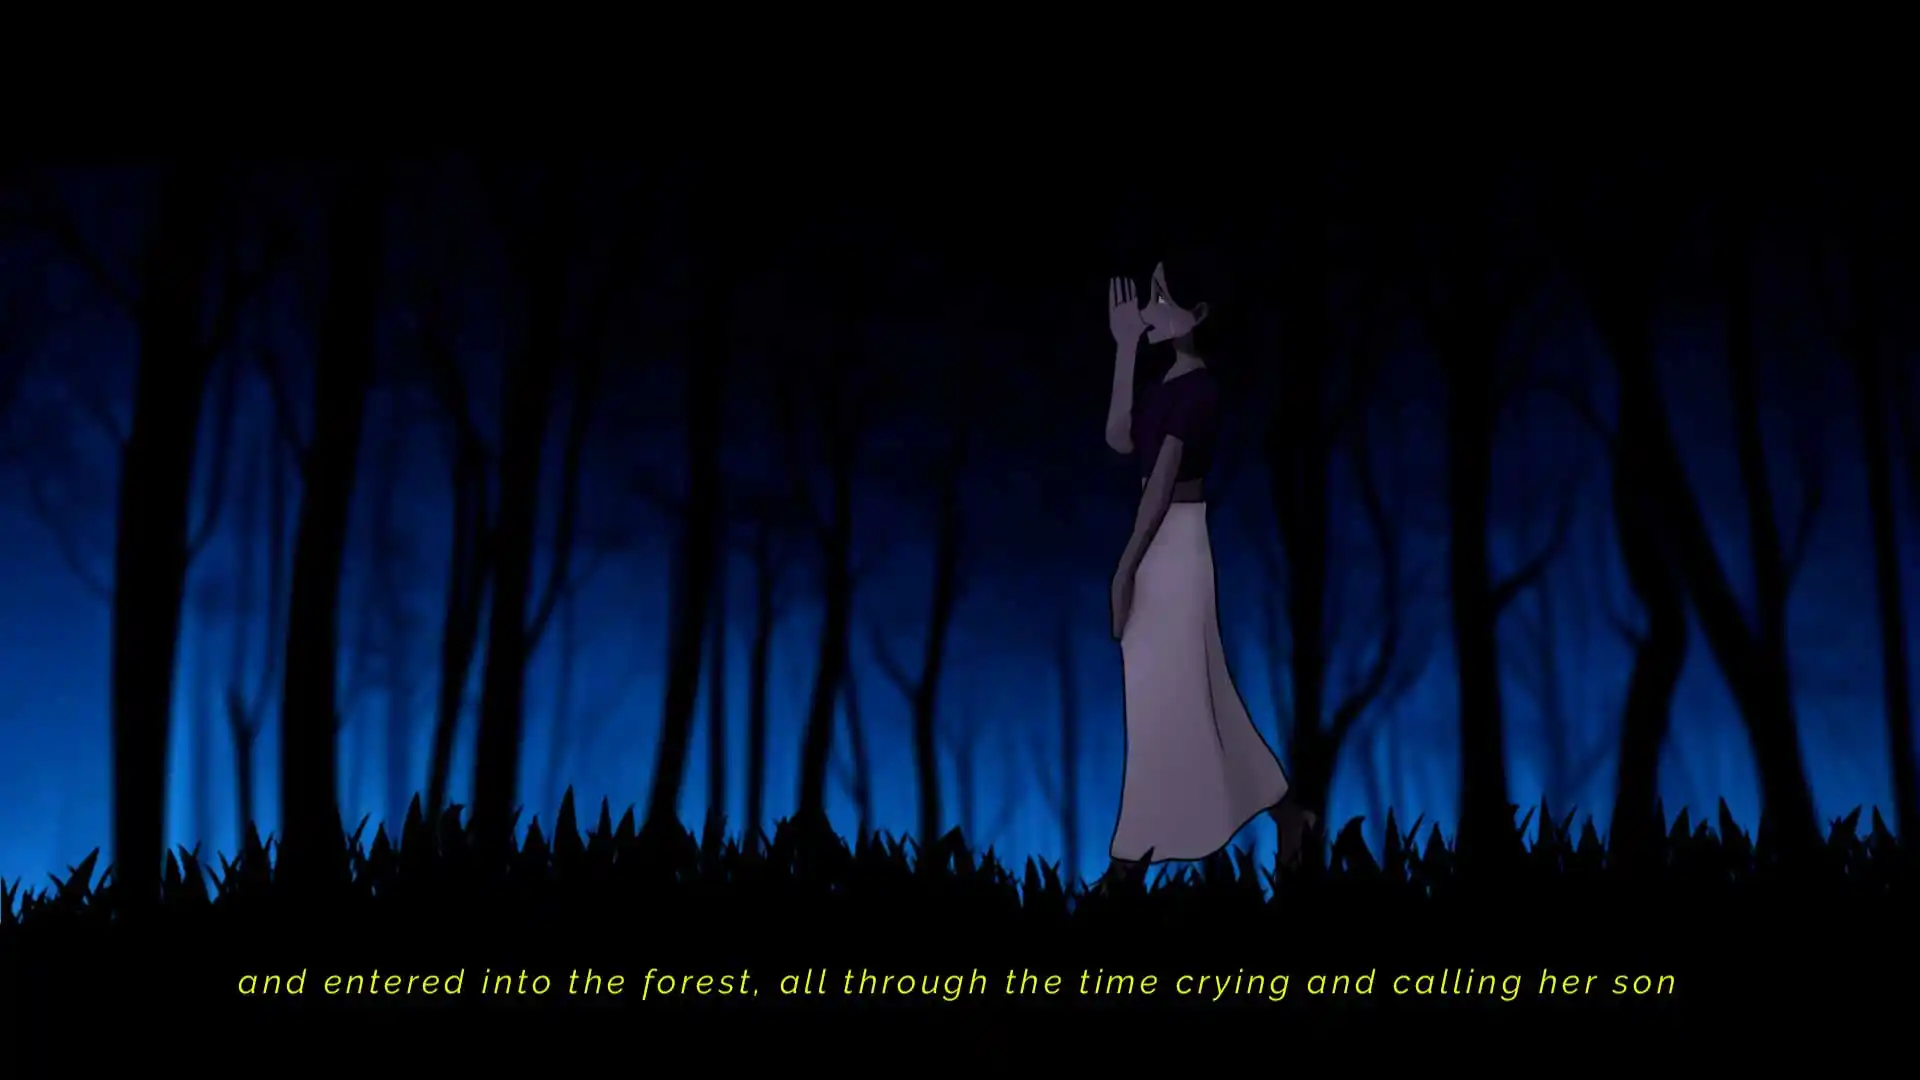 and entered into the forest, all through the time crying and calling her son